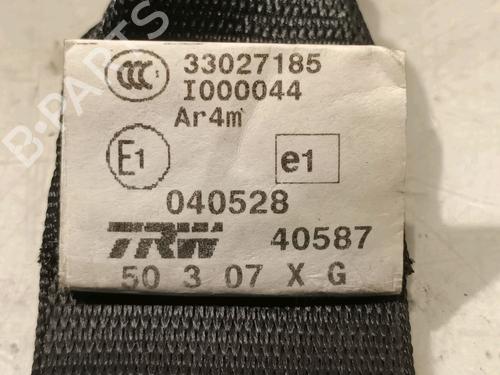 CCC 33027185
I000044
Ar4m
E1 e1
040528
TRW 40587
50 3 07 X G
B-PARTS